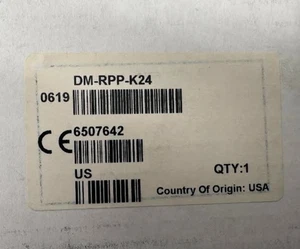 DM-RPP-K24
0619
CE 6507642
US QTY:1
Country Of Origin: USA